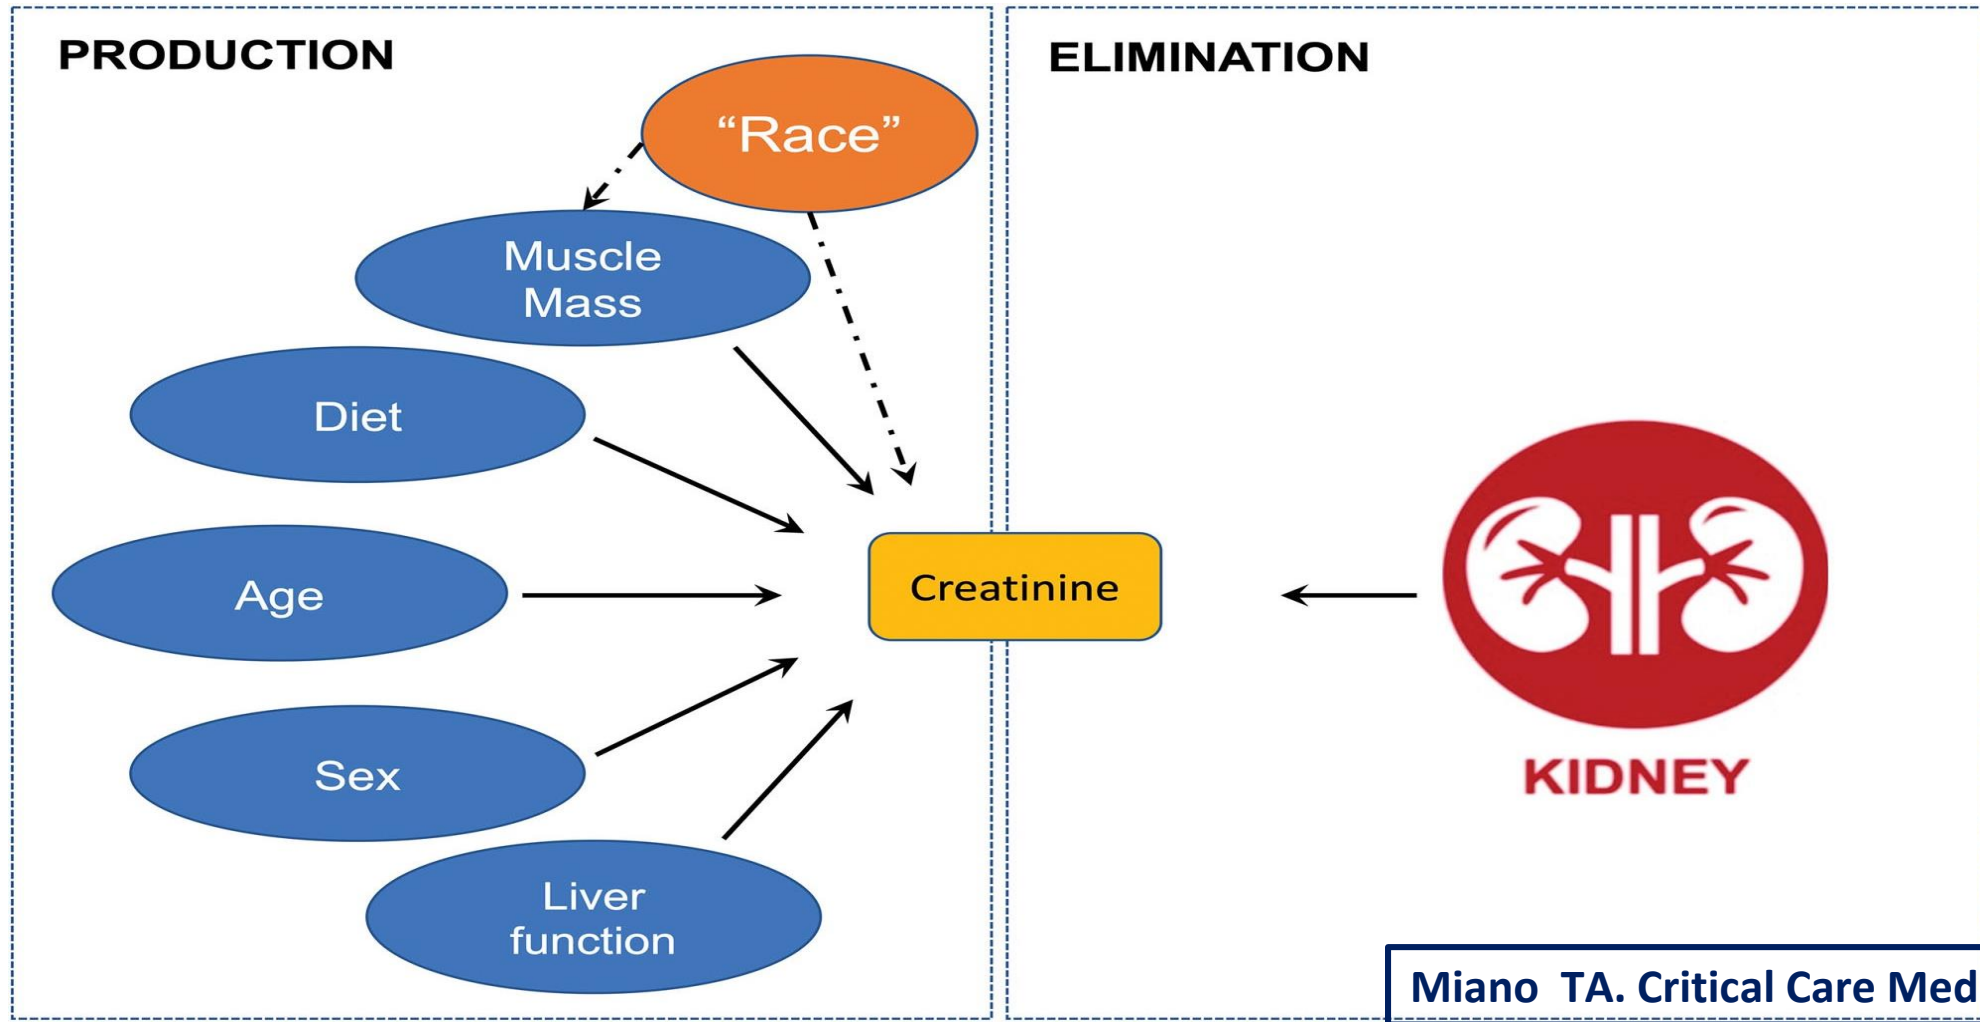 PRODUCTION
ELIMINATION
“Race”
Muscle
Mass
Diet
Age
Creatinine
Sex
KIDNEY
Liver
function
Miano TA. Critical Care Med